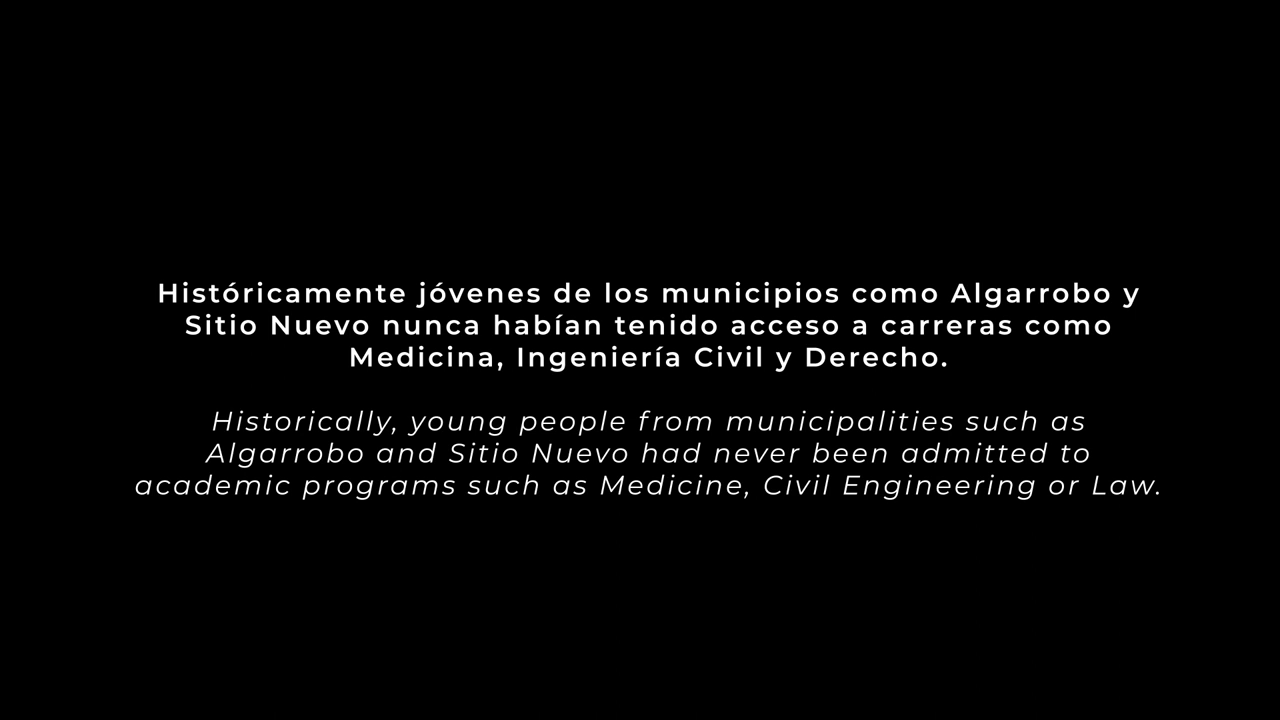 Históricamente jóvenes de los municipios como Algarrobo y
Sitio Nuevo nunca habían tenido acceso a carreras como
Medicina, Ingeniería Civil y Derecho.
Historically, young people from municipalities such as
Algarrobo and Sitio Nuevo had never been admitted to
academic programs such as Medicine, Civil Engineering or Law.